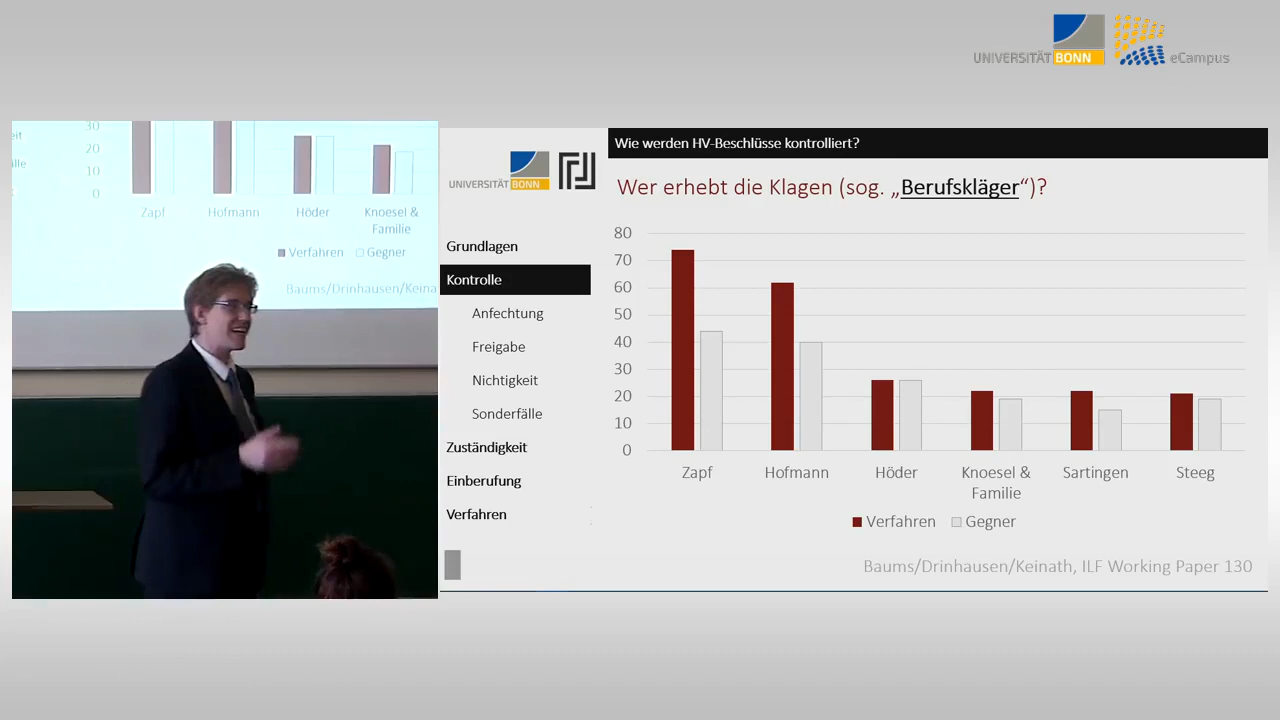 UNIVERSITÄT BONN
eCampus
eit
30
20
älle
10
0
Zapf
Hofmann
Höder
Knoesel &
Familie
Verfahren
Gegner
Baums/Drinhausen/Keina
UNIVERSITÄT BONN
Grundlagen
Kontrolle
Anfechtung
Freigabe
Nichtigkeit
Sonderfälle
Zuständigkeit
Einberufung
Verfahren
Wie werden HV-Beschlüsse kontrolliert?
Wer erhebt die Klagen (sog. „Berufskläger“)?
80
70
60
50
40
30
20
10
0
Zapf
Hofmann
Höder
Knoesel &
Familie
Sartingen
Steeg
Verfahren
Gegner
Baums/Drinhausen/Keinath, ILF Working Paper 130